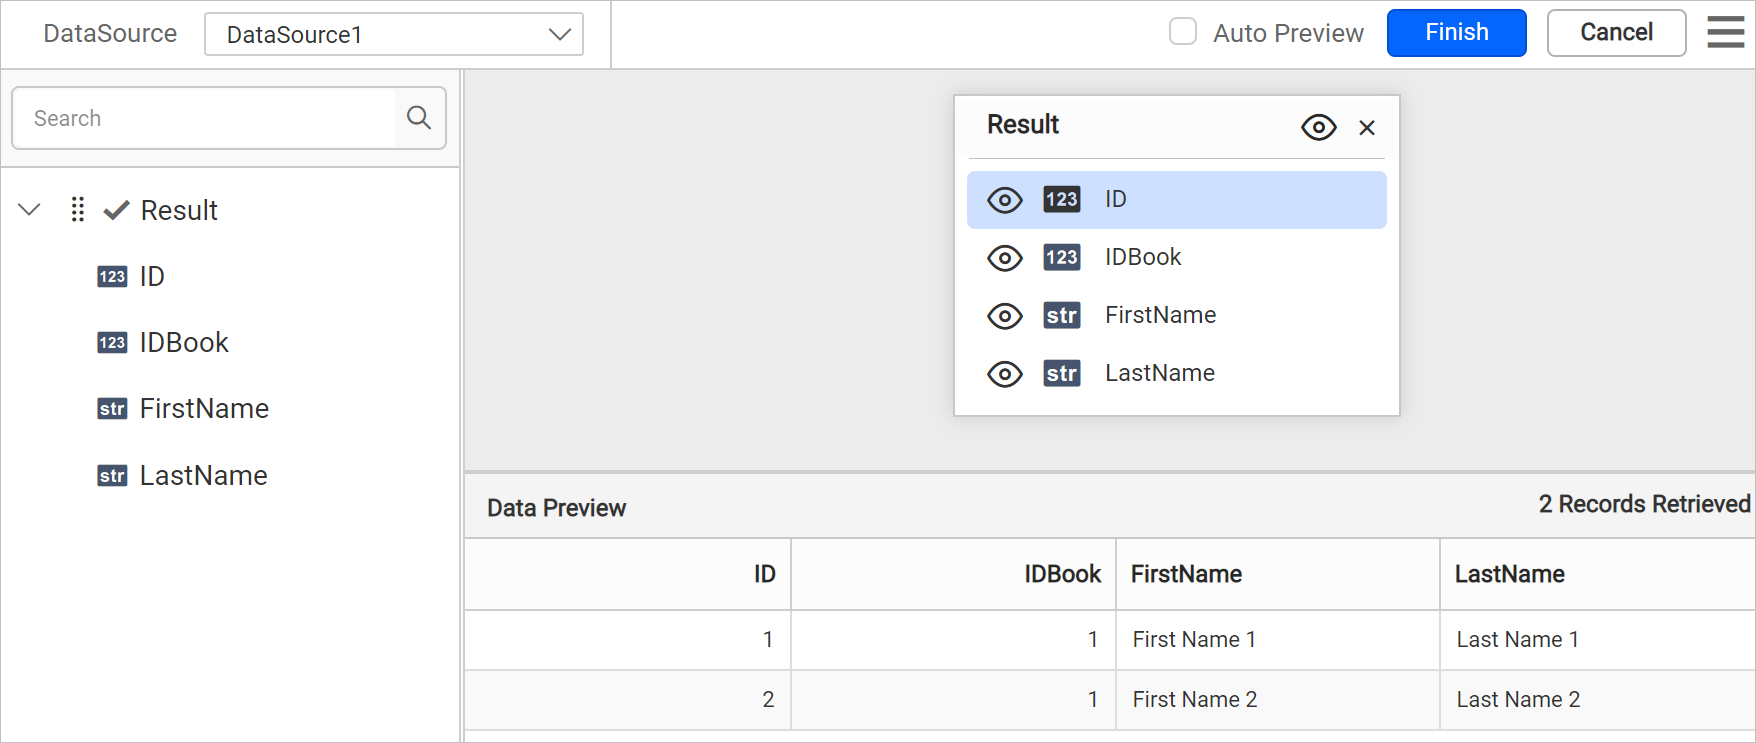 DataSource DataSource1 Auto Preview Finish Cancel
Search
Result
123 ID
123 IDBook
str FirstName
str LastName
Result
123 ID
123 IDBook
str FirstName
str LastName
Data Preview 2 Records Retrieved
ID IDBook FirstName LastName
1 1 First Name 1 Last Name 1
2 1 First Name 2 Last Name 2